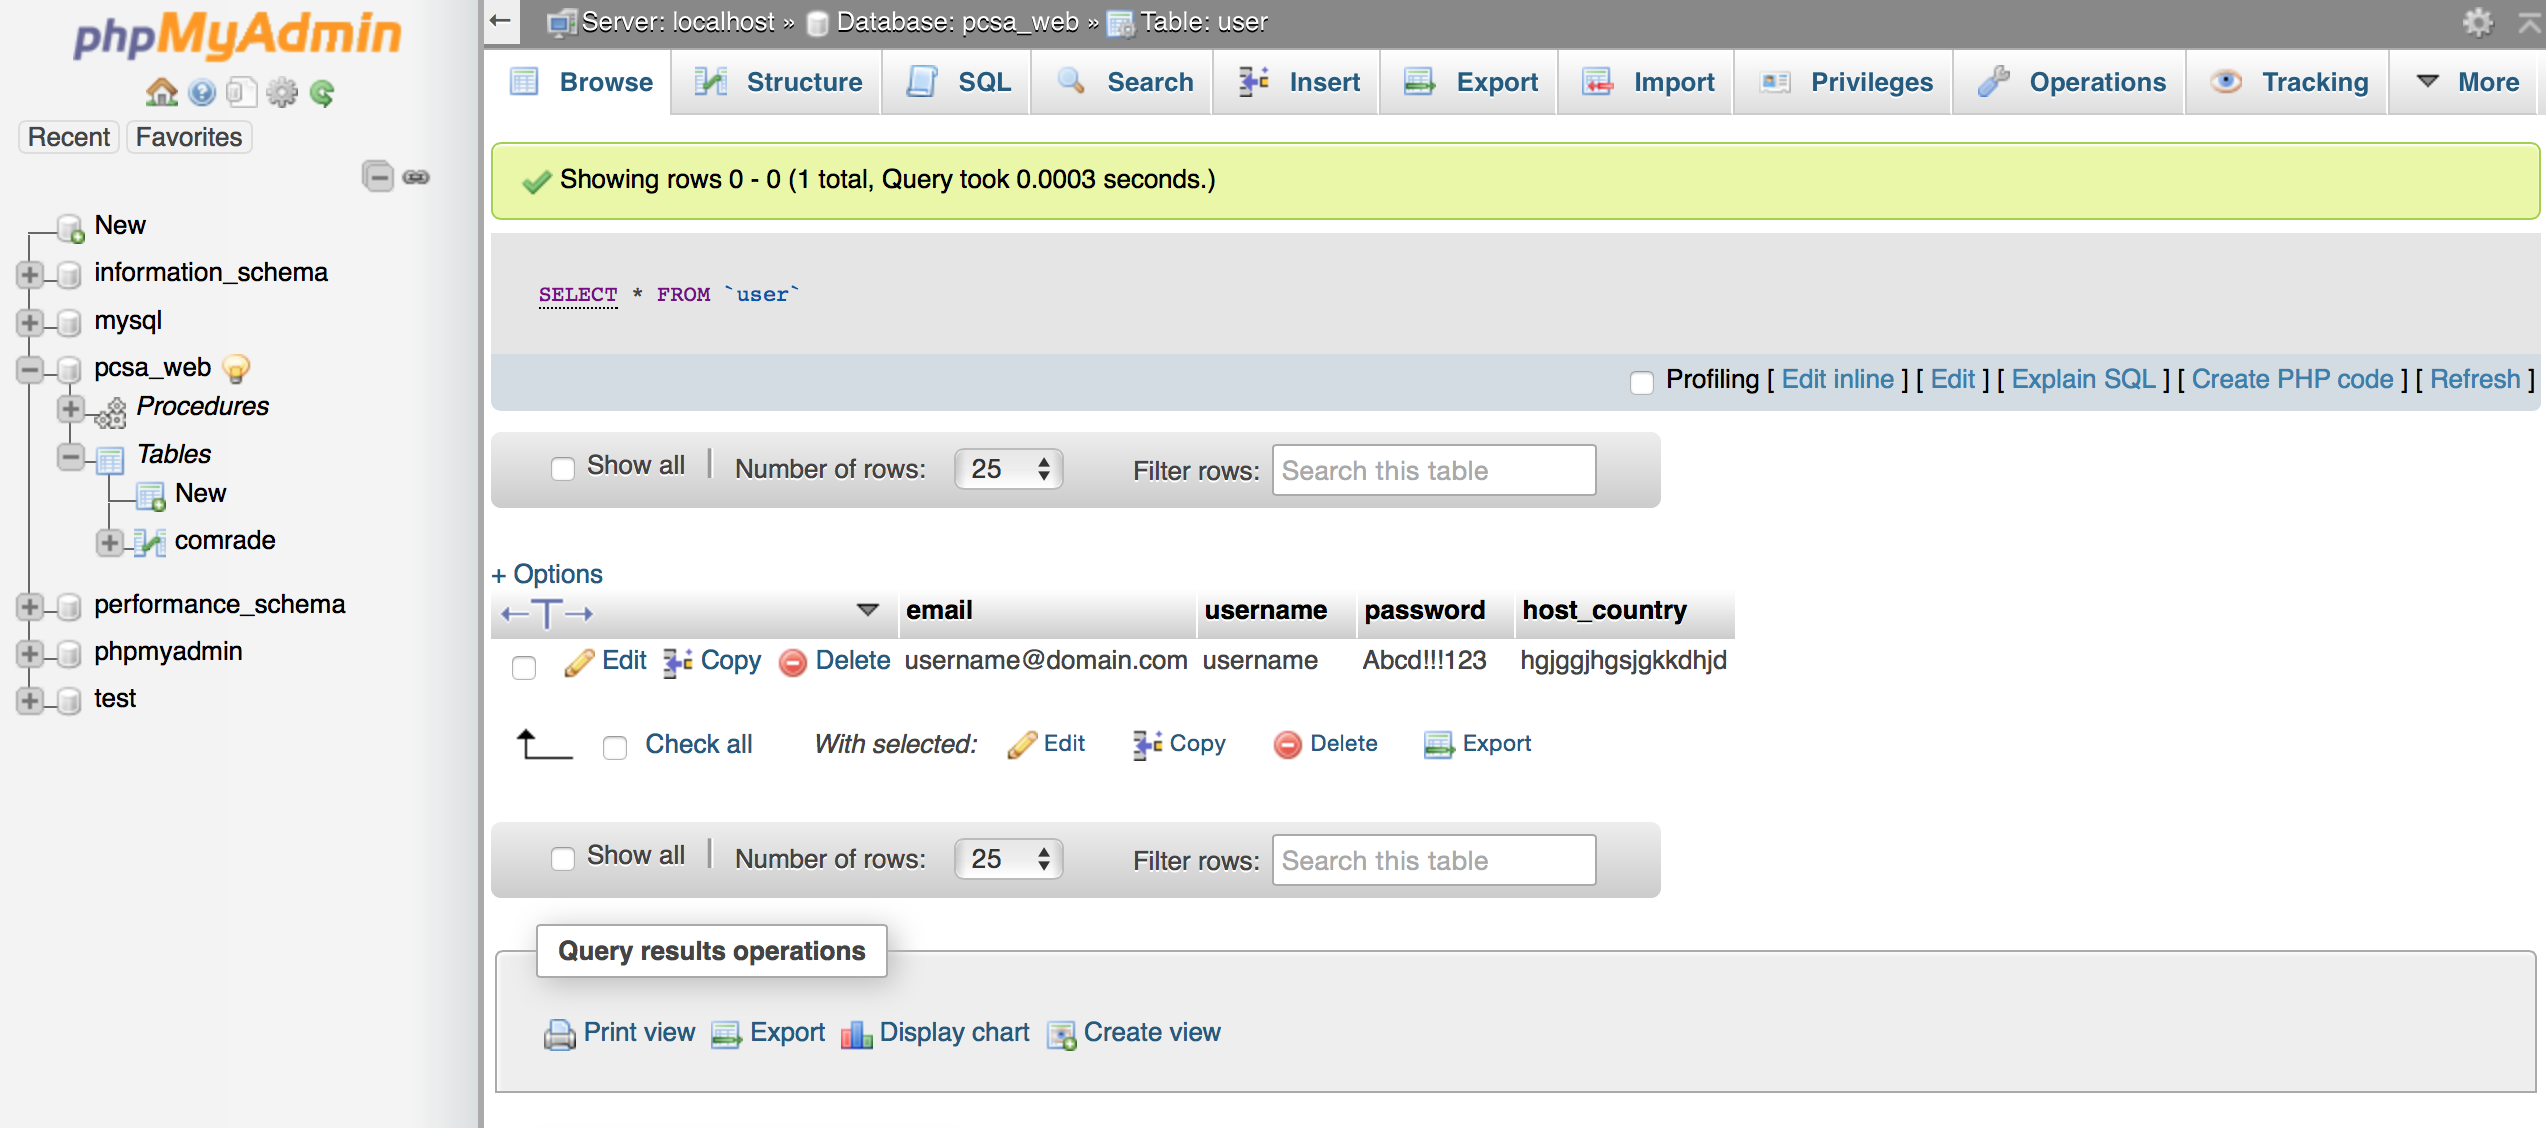 phpMyAdmin
Recent Favorites
New
information_schema
mysql
pcsa_web
Procedures
Tables
New
comrade
performance_schema
phpmyadmin
test
Server: localhost » Database: pcsa_web » Table: user
Browse Structure SQL Search Insert Export Import Privileges Operations Tracking More
Showing rows 0 - 0 (1 total, Query took 0.0003 seconds.)
SELECT * FROM `user`
Profiling [ Edit inline ] [ Edit ] [ Explain SQL ] [ Create PHP code ] [ Refresh ]
Show all | Number of rows: 25 Filter rows: Search this table
+ Options
←T→ email username password host_country
Edit Copy Delete username@domain.com username Abcd!!!123 hgjggjhgsjgkkdhjd
Check all With selected: Edit Copy Delete Export
Show all | Number of rows: 25 Filter rows: Search this table
Query results operations
Print view Export Display chart Create view